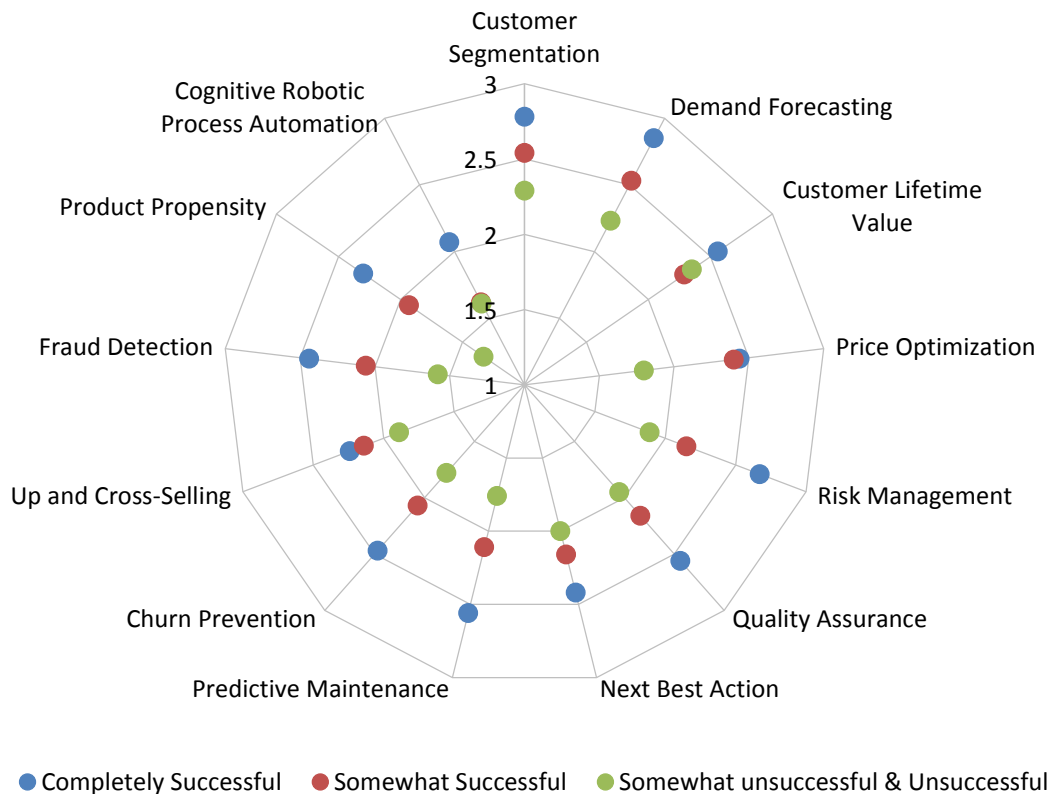 Customer
Segmentation
Cognitive Robotic
Process Automation
Demand Forecasting
3
2.5
2
1.5
1
Product Propensity
Customer Lifetime
Value
Fraud Detection
Price Optimization
Up and Cross-Selling
Risk Management
Churn Prevention
Quality Assurance
Predictive Maintenance
Next Best Action
Completely Successful
Somewhat Successful
Somewhat unsuccessful & Unsuccessful